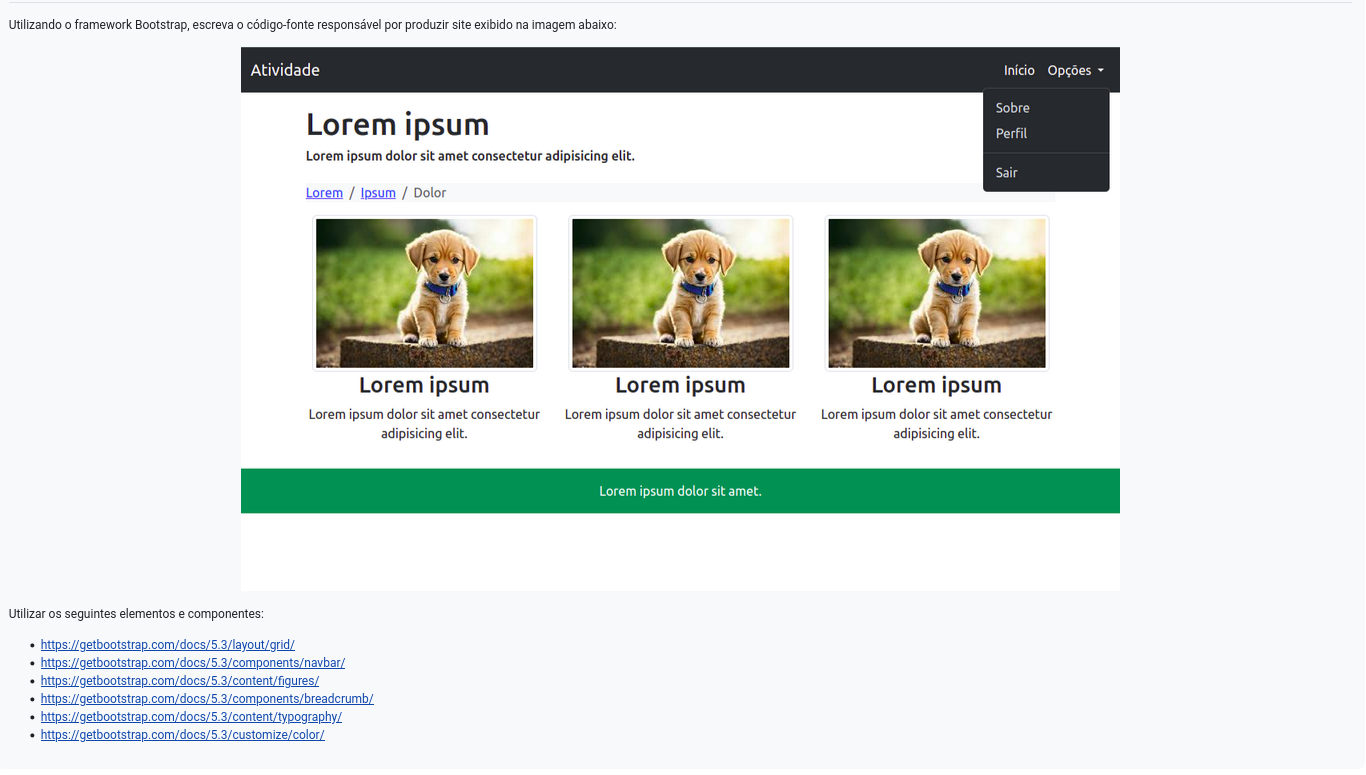 Utilizando o framework Bootstrap, escreva o código-fonte responsável por produzir site exibido na imagem abaixo:
Atividade
Início Opções
Sobre
Perfil
Sair
Lorem ipsum
Lorem ipsum dolor sit amet consectetur adipisicing elit.
Lorem / Ipsum / Dolor
Lorem ipsum
Lorem ipsum dolor sit amet consectetur
adipisicing elit.
Lorem ipsum
Lorem ipsum dolor sit amet consectetur
adipisicing elit.
Lorem ipsum
Lorem ipsum dolor sit amet consectetur
adipisicing elit.
Lorem ipsum dolor sit amet.
Utilizar os seguintes elementos e componentes:
https://getbootstrap.com/docs/5.3/layout/grid/
https://getbootstrap.com/docs/5.3/components/navbar/
https://getbootstrap.com/docs/5.3/content/figures/
https://getbootstrap.com/docs/5.3/components/breadcrumb/
https://getbootstrap.com/docs/5.3/content/typography/
https://getbootstrap.com/docs/5.3/customize/color/